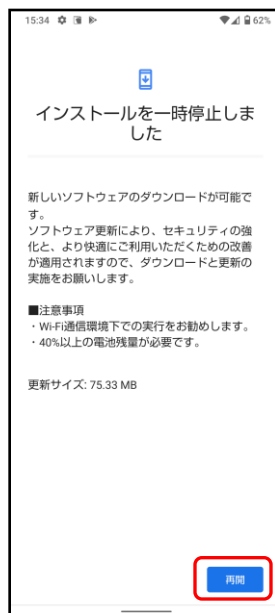 15:34 62%
インストールを一時停止しま
した
新しいソフトウェアのダウンロードが可能で
す。
ソフトウェア更新により、セキュリティの強
化と、より快適にご利用いただくための改善
が適用されますので、ダウンロードと更新の
実施をお願いします。
■注意事項
・Wi-Fi通信環境下での実行をお勧めします。
・40%以上の電池残量が必要です。
更新サイズ: 75.33 MB
再開